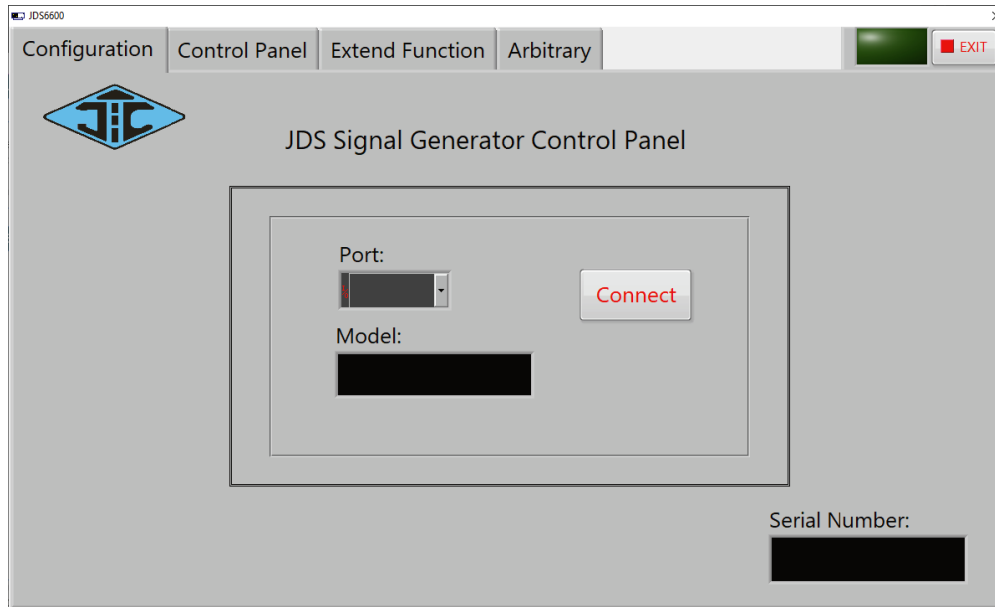 JDS6600
Configuration Control Panel Extend Function Arbitrary EXIT
JDS Signal Generator Control Panel
Port:
Connect
Model:
Serial Number: